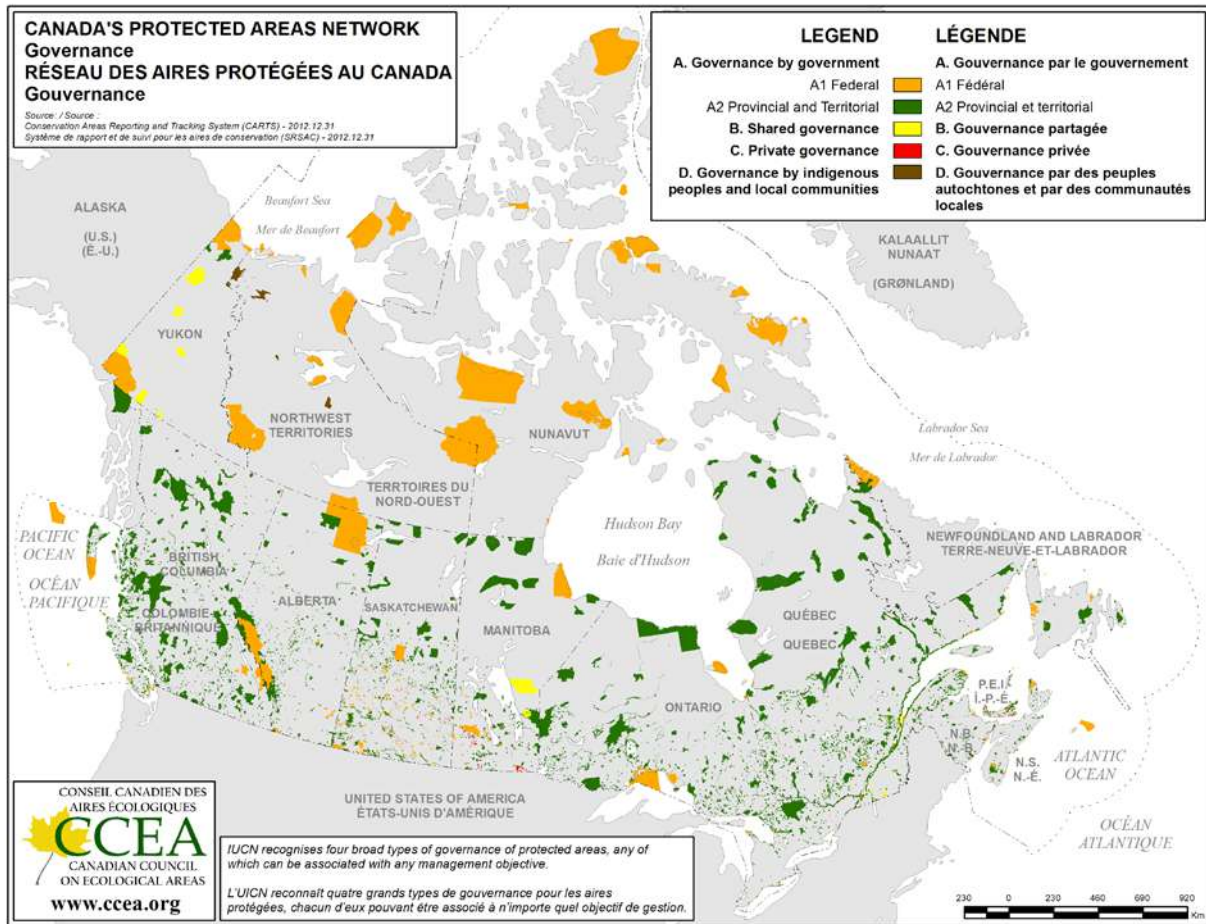 CANADA'S PROTECTED AREAS NETWORK
Governance
RÉSEAU DES AIRES PROTÉGÉES AU CANADA
Gouvernance
Source: / Source :
Conservation Areas Reporting and Tracking System (CARTS) - 2012.12.31
Système de rapport et de suivi pour les aires de conservation (SRSAC) - 2012.12.31
LEGEND
LÉGENDE
A. Governance by government
A. Gouvernance par le gouvernement
A1 Federal
A1 Fédéral
A2 Provincial and Territorial
A2 Provincial et territorial
B. Shared governance
B. Gouvernance partagée
C. Private governance
C. Gouvernance privée
D. Governance by indigenous
peoples and local communities
D. Gouvernance par des peuples
autochtones et par des communautés
locales
ALASKA
(U.S.)
(É.-U.)
Beaufort Sea
Mer de Beaufort
KALAALLIT
NUNAAT
(GRØNLAND)
YUKON
NORTHWEST
TERRITORIES
NUNAVUT
Labrador Sea
Mer de Labrador
TERRTOIRES DU
NORD-OUEST
PACIFIC
OCEAN
OCÉAN
PACIFIQUE
BRITISH
COLUMBIA
COLOMBIE-
BRITANNIQUE
ALBERTA
SASKATCHEWAN
MANITOBA
Hudson Bay
Baie d'Hudson
NEWFOUNDLAND AND LABRADOR
TERRE-NEUVE-ET-LABRADOR
QUÉBEC
QUEBEC
ONTARIO
P.E.I.
Î.-P.-É.
N.B.
N.-B.
N.S.
N.-É.
ATLANTIC
OCEAN
OCÉAN
ATLANTIQUE
UNITED STATES OF AMERICA
ÉTATS-UNIS D'AMÉRIQUE
CONSEIL CANADIEN DES
AIRES ÉCOLOGIQUES
CCEA
CANADIAN COUNCIL
ON ECOLOGICAL AREAS
www.ccea.org
IUCN recognises four broad types of governance of protected areas, any of
which can be associated with any management objective.
L'UICN reconnaît quatre grands types de gouvernance pour les aires
protégées, chacun d'eux pouvant être associé à n'importe quel objectif de gestion.
230 0 230 460 690 920
Km